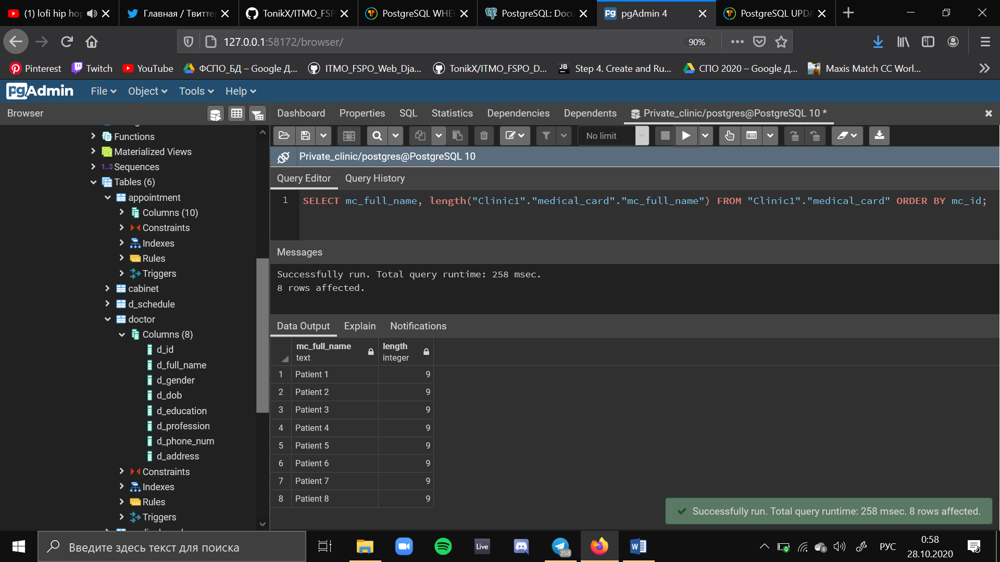 (1) lofi hip hop
Главная / Твитте
TonikX/ITMO_FSP
PostgreSQL WHE
PostgreSQL: Docu
pgAdmin 4
PostgreSQL UPDA
127.0.0.1:58172/browser/
90%
Pinterest
Twitch
YouTube
ФСПО_БД – Google Д...
ITMO_FSPO_Web_Dja...
TonikX/ITMO_FSPO_D...
Step 4. Create and Ru...
СПО 2020 – Google Д...
Maxis Match CC Worl...
pgAdmin
File
Object
Tools
Help
Browser
Dashboard
Properties
SQL
Statistics
Dependencies
Dependents
Private_clinic/postgres@PostgreSQL 10 *
No limit
Private_clinic/postgres@PostgreSQL 10
Query Editor
Query History
1 SELECT mc_full_name, length("Clinic1"."medical_card"."mc_full_name") FROM "Clinic1"."medical_card" ORDER BY mc_id;
Messages
Successfully run. Total query runtime: 258 msec.
8 rows affected.
Data Output
Explain
Notifications
mc_full_name text
length integer
1 Patient 1 9
2 Patient 2 9
3 Patient 3 9
4 Patient 4 9
5 Patient 5 9
6 Patient 6 9
7 Patient 7 9
8 Patient 8 9
Functions
Materialized Views
1..3 Sequences
Tables (6)
appointment
Columns (10)
Constraints
Indexes
Rules
Triggers
cabinet
d_schedule
doctor
Columns (8)
d_id
d_full_name
d_gender
d_dob
d_education
d_profession
d_phone_num
d_address
Constraints
Indexes
Rules
Triggers
Successfully run. Total query runtime: 258 msec. 8 rows affected.
Введите здесь текст для поиска
Live
358
РУС
0:58
28.10.2020